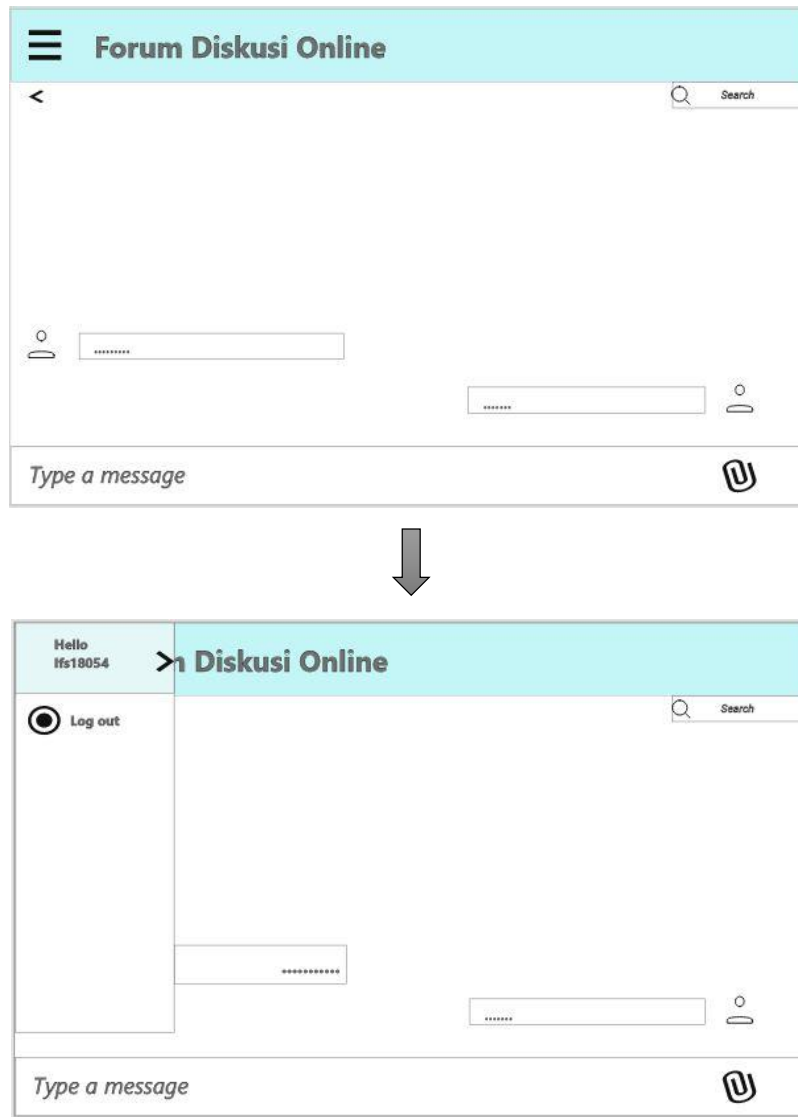 Forum Diskusi Online
<
Search
.........
.......
Type a message
Hello
Ifs18054
>
n Diskusi Online
Log out
Search
...........
.......
Type a message